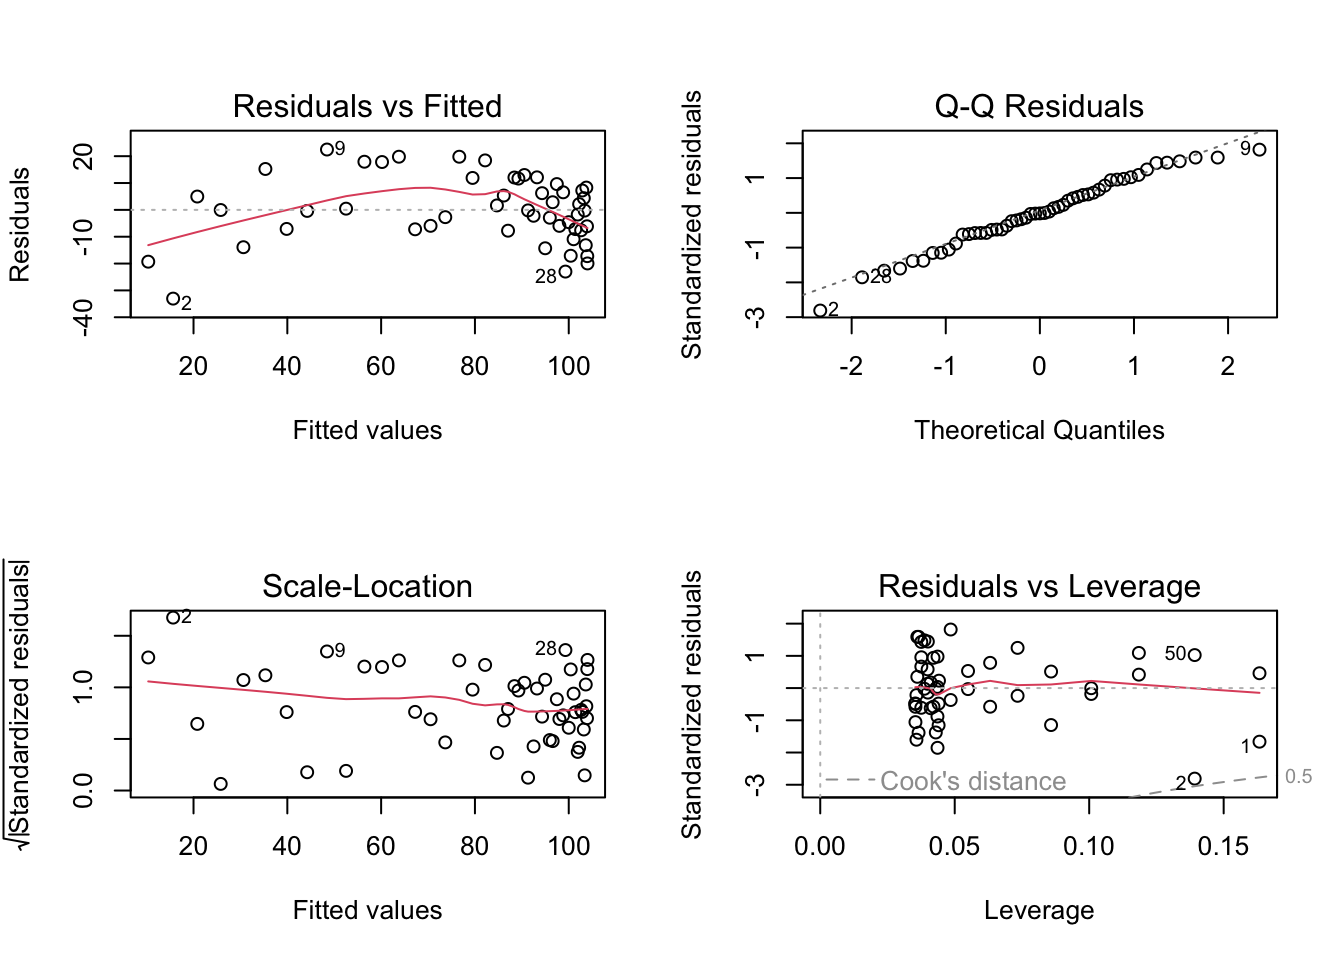 Residuals vs Fitted
Residuals
20
-10
-40
9
28
2
20 40 60 80 100
Fitted values
Q-Q Residuals
Standardized residuals
1
-1
-3
9
28
2
-2 -1 0 1 2
Theoretical Quantiles
Scale-Location
√|Standardized residuals|
1.0
0.0
2
9
28
20 40 60 80 100
Fitted values
Residuals vs Leverage
Standardized residuals
1
-1
-3
50
1
2
Cook's distance
0.5
0.00 0.05 0.10 0.15
Leverage